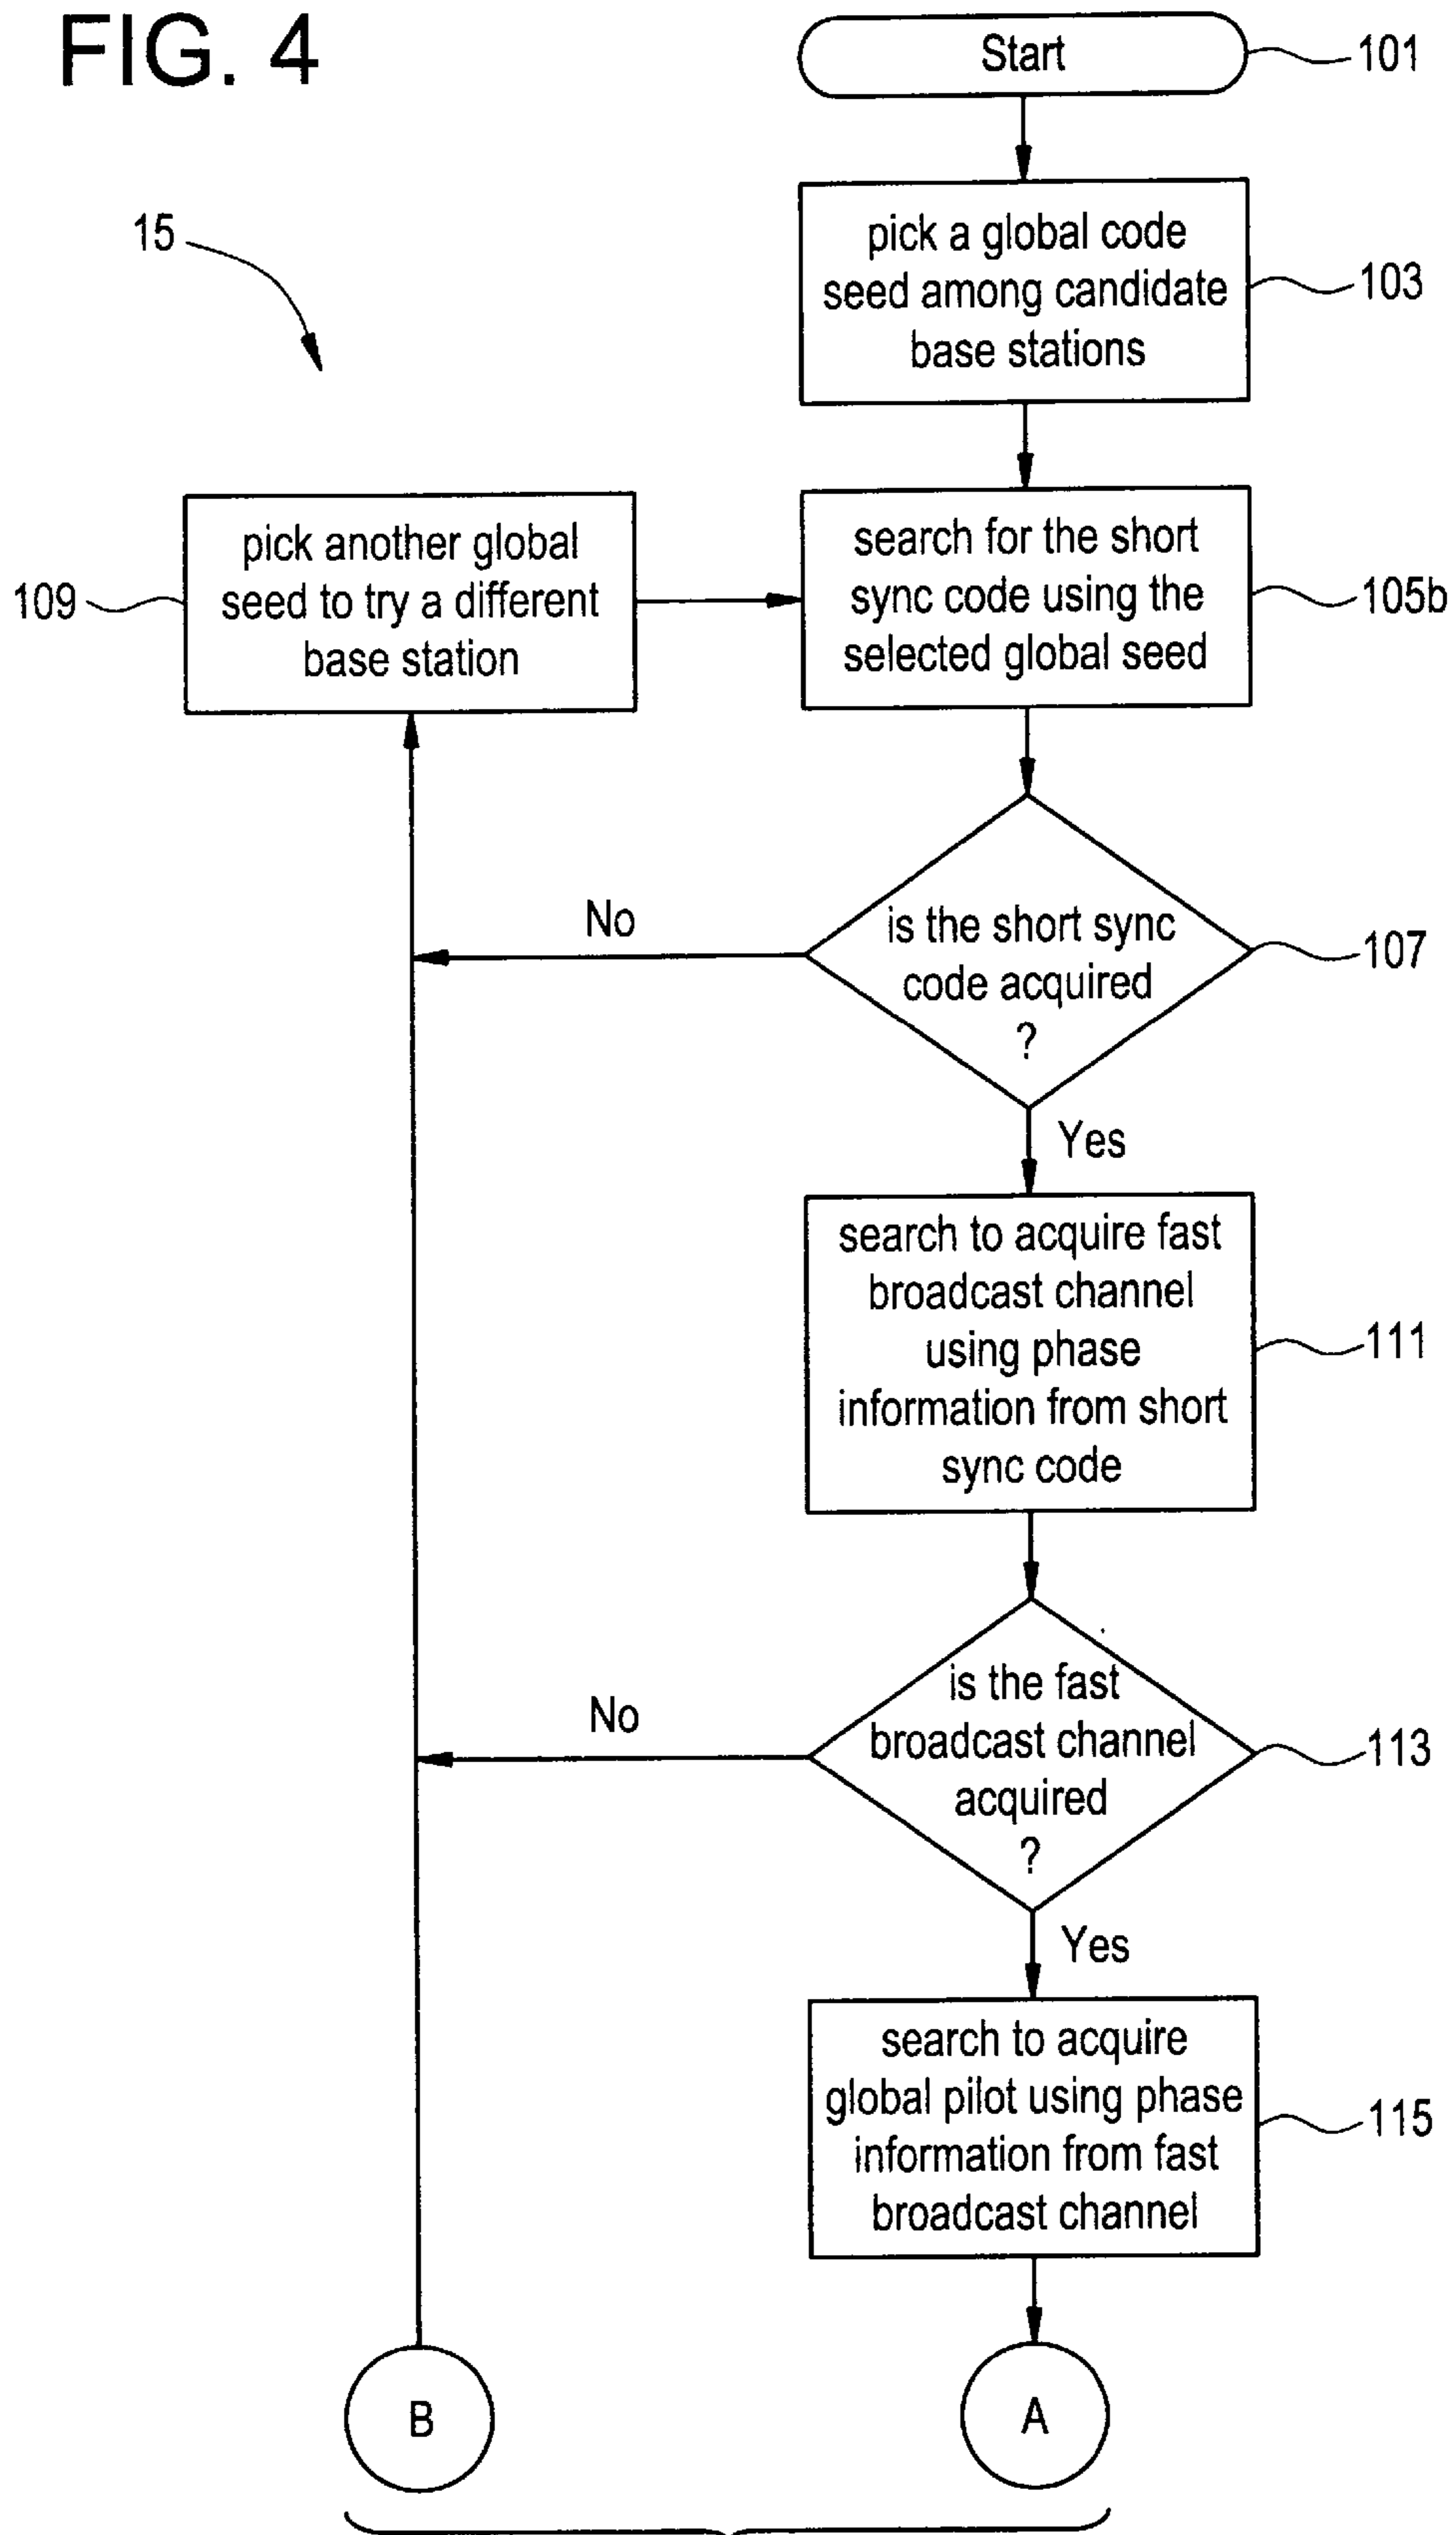 FIG. 4
Start
101
15
pick a global code
seed among candidate
base stations
103
109
pick another global
seed to try a different
base station
search for the short
sync code using the
selected global seed
105b
No
is the short sync
code acquired
?
107
Yes
search to acquire fast
broadcast channel
using phase
information from short
sync code
111
No
is the fast
broadcast channel
acquired
?
113
Yes
search to acquire
global pilot using phase
information from fast
broadcast channel
115
B
A